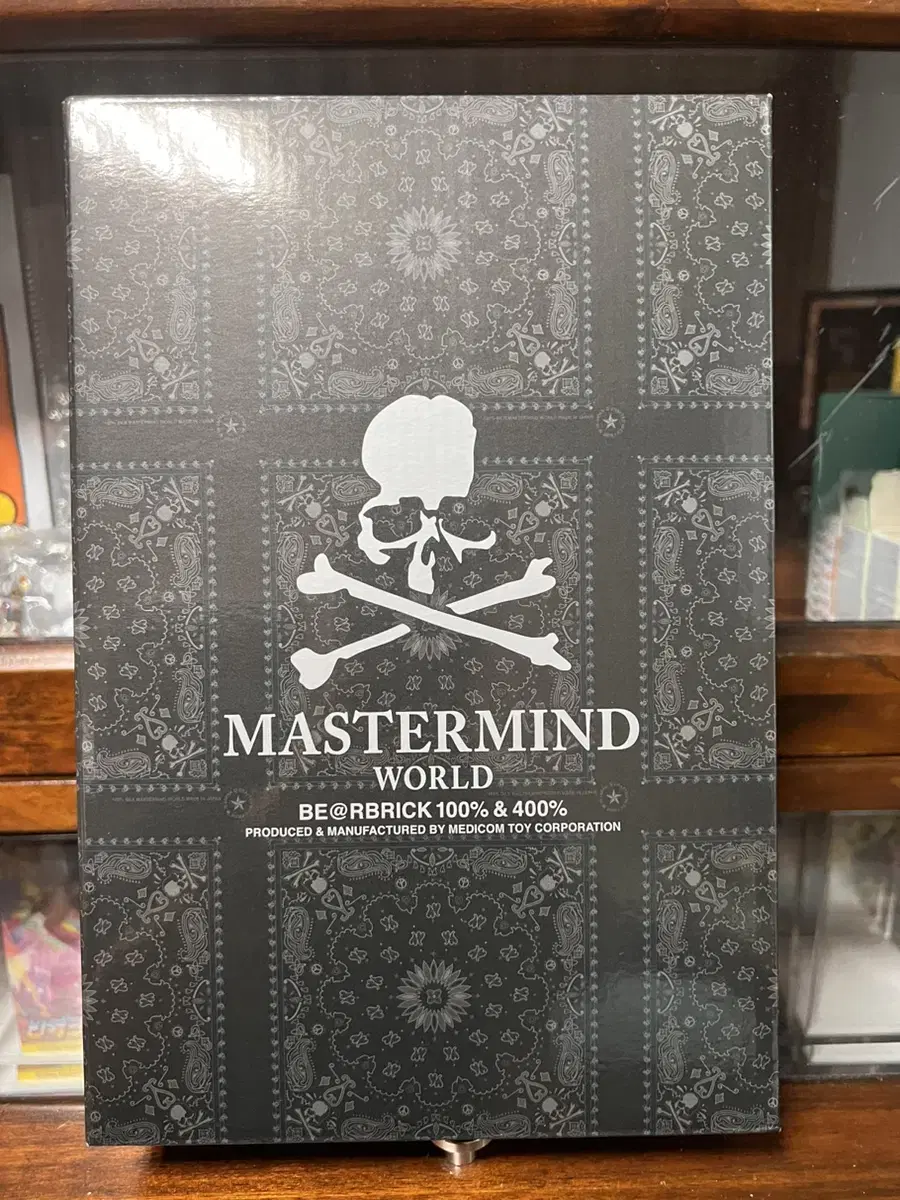 MASTERMIND
WORLD
BE@RBRICK 100% & 400%
PRODUCED & MANUFACTURED BY MEDICOM TOY CORPORATION